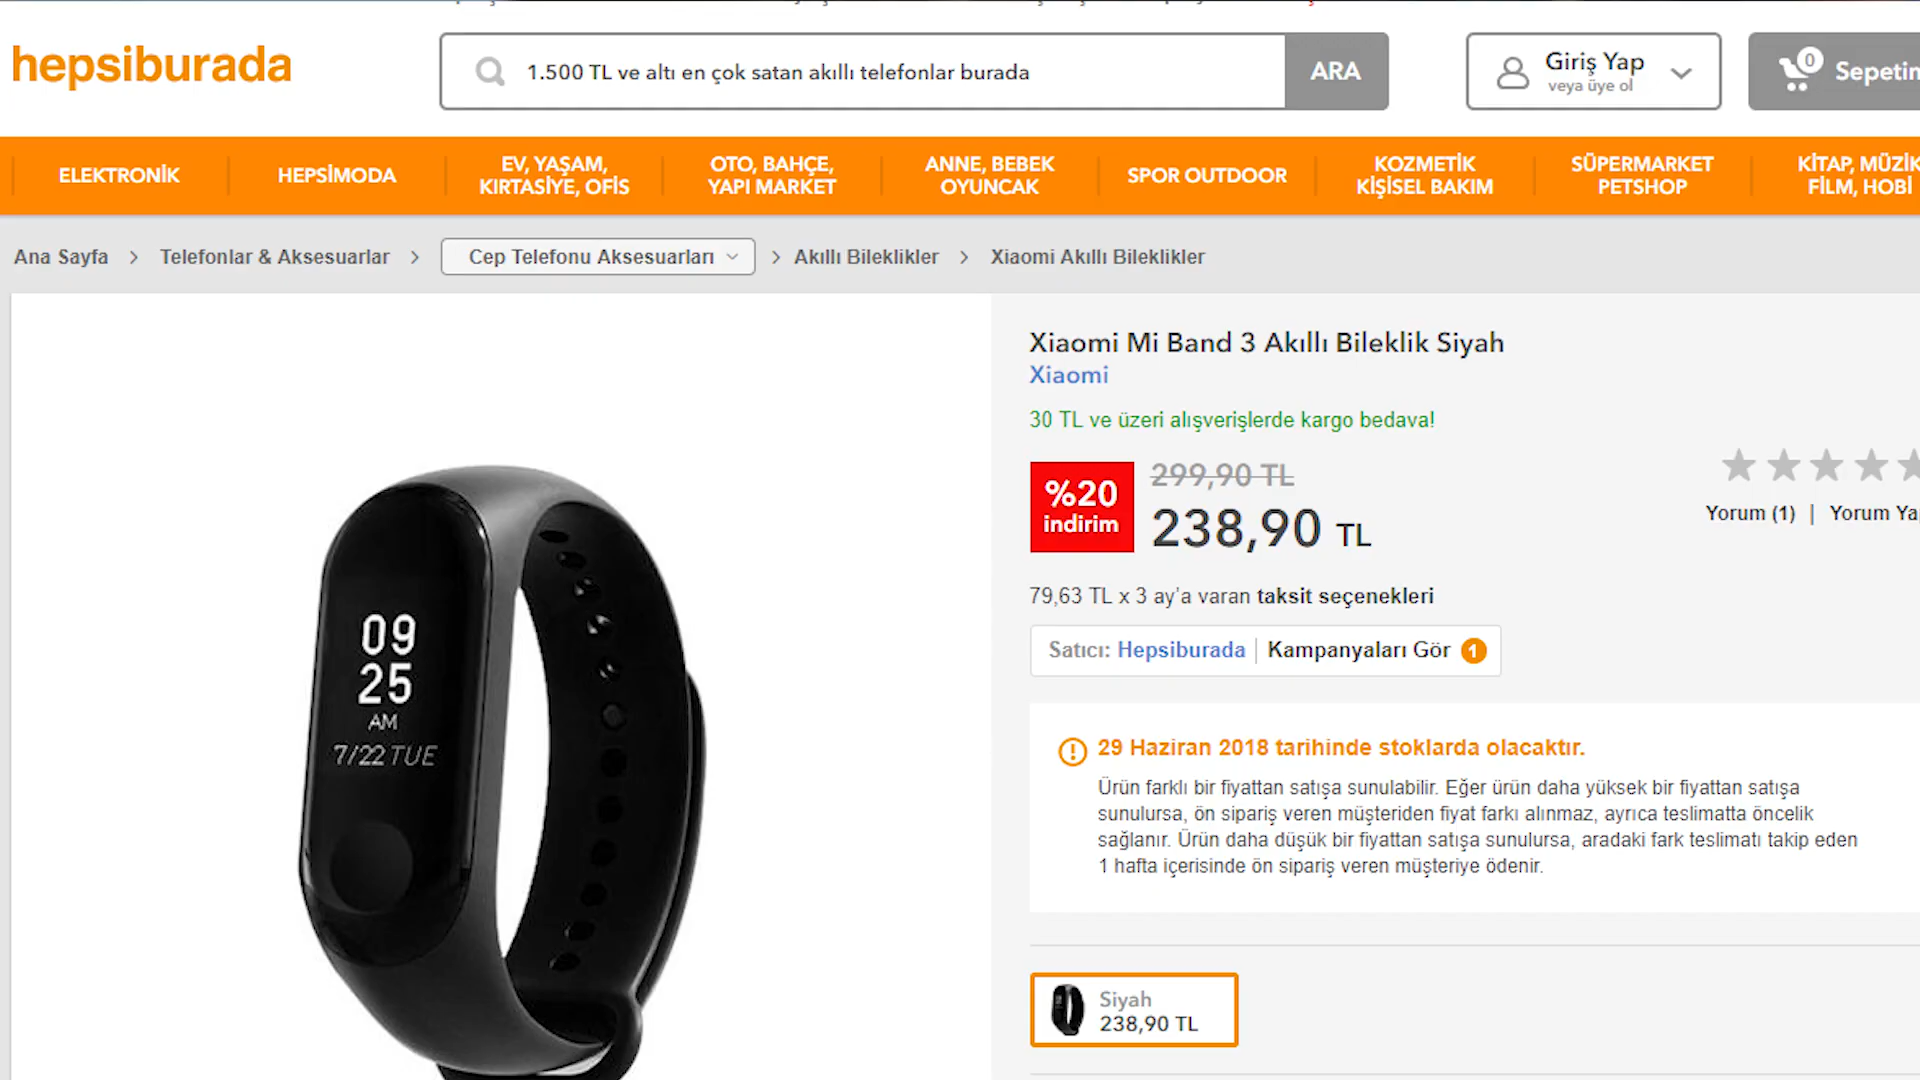 hepsiburada
1.500 TL ve altı en çok satan akıllı telefonlar burada
ARA
Giriş Yap
veya üye ol
0
Sepetin
ELEKTRONİK
HEPSİMODA
EV, YAŞAM,
KIRTASİYE, OFİS
OTO, BAHÇE,
YAPI MARKET
ANNE, BEBEK
OYUNCAK
SPOR OUTDOOR
KOZMETİK
KİŞİSEL BAKIM
SÜPERMARKET
PETSHOP
KİTAP, MÜZİK
FİLM, HOBİ
Ana Sayfa > Telefonlar & Aksesuarlar > Cep Telefonu Aksesuarları > Akıllı Bileklikler > Xiaomi Akıllı Bileklikler
09
25
AM
7/22 TUE
Xiaomi Mi Band 3 Akıllı Bileklik Siyah
Xiaomi
30 TL ve üzeri alışverişlerde kargo bedava!
%20
indirim
299,90 TL
238,90 TL
Yorum (1) | Yorum Ya
79,63 TL x 3 ay'a varan taksit seçenekleri
Satıcı: Hepsiburada | Kampanyaları Gör 1
29 Haziran 2018 tarihinde stoklarda olacaktır.
Ürün farklı bir fiyattan satışa sunulabilir. Eğer ürün daha yüksek bir fiyattan satışa
sunulursa, ön sipariş veren müşteriden fiyat farkı alınmaz, ayrıca teslimatta öncelik
sağlanır. Ürün daha düşük bir fiyattan satışa sunulursa, aradaki fark teslimatı takip eden
1 hafta içerisinde ön sipariş veren müşteriye ödenir.
Siyah
238,90 TL